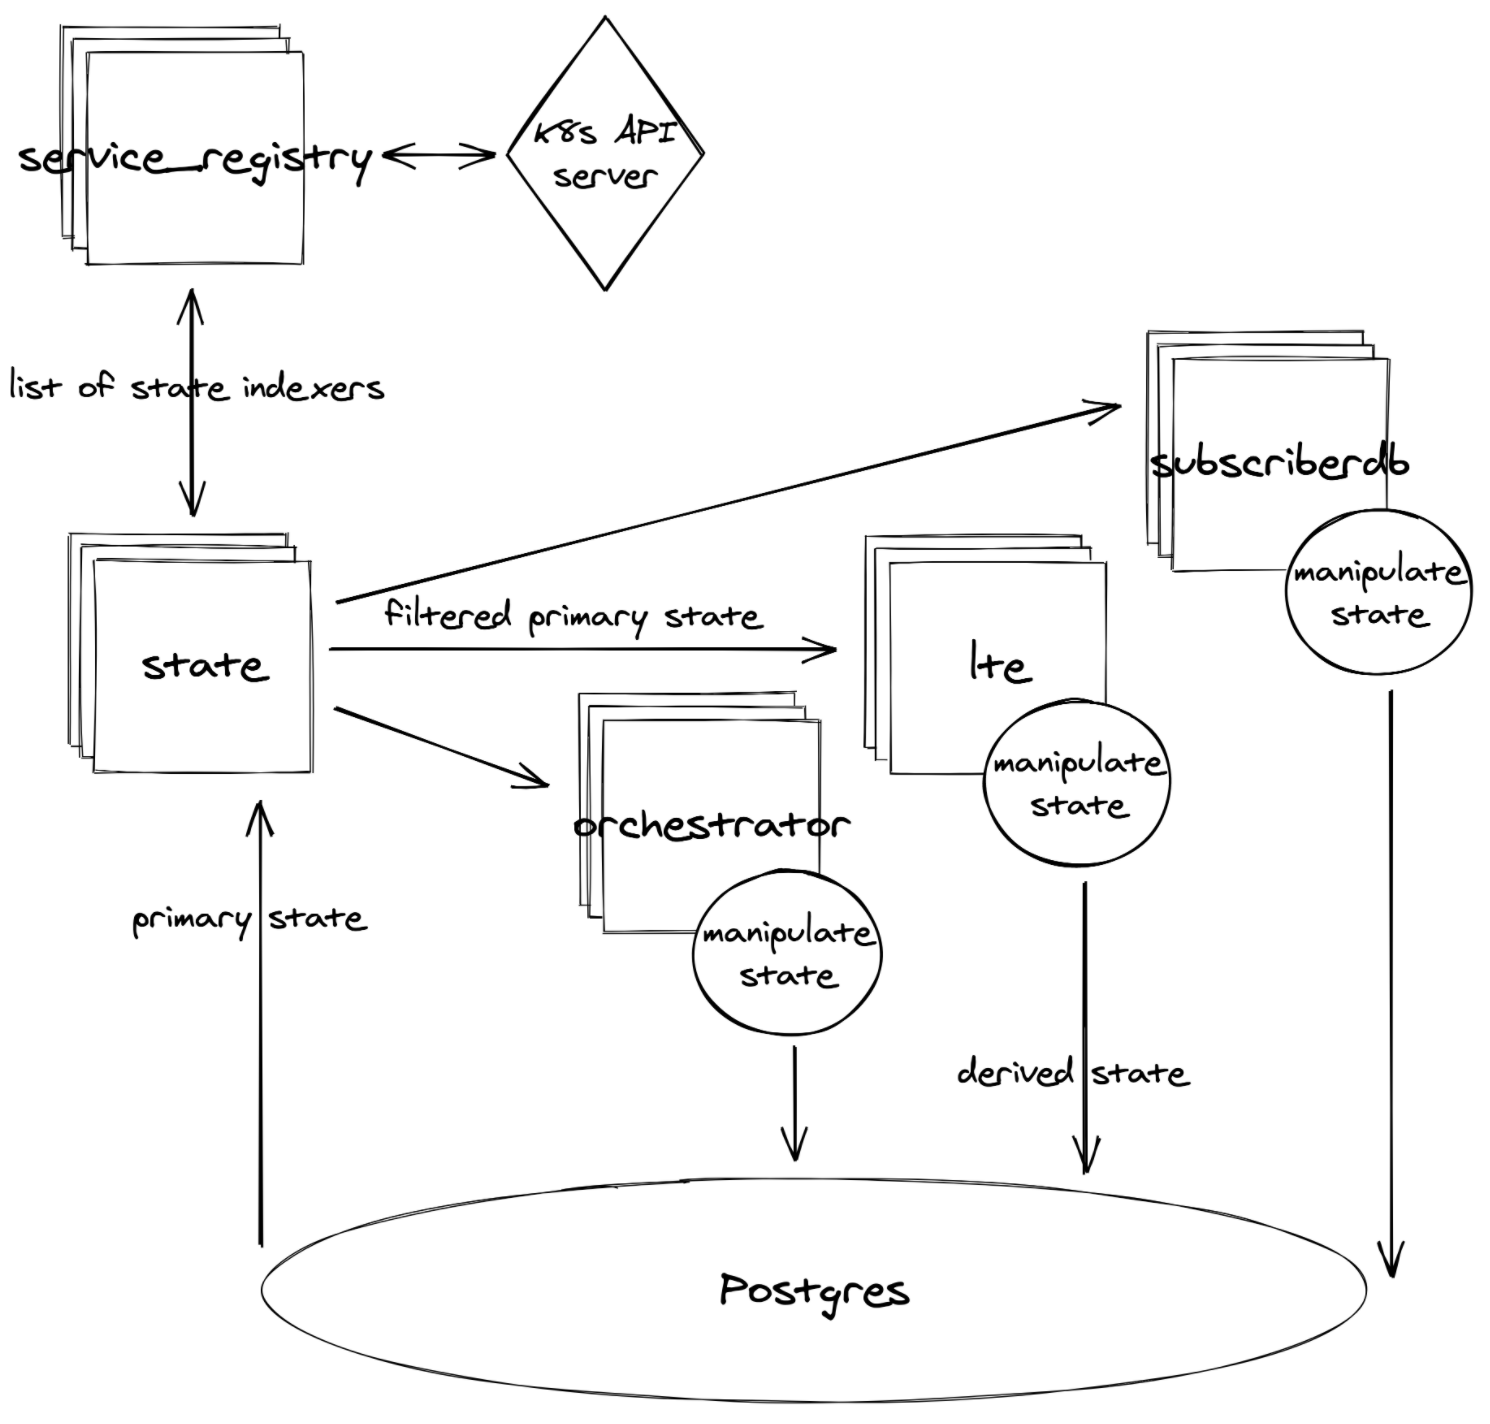 service_registry
K8s API
server
list of state indexers
subscriberdb
manipulate
state
filtered primary state
state
lte
manipulate
state
orchestrator
manipulate
state
primary state
derived state
Postgres